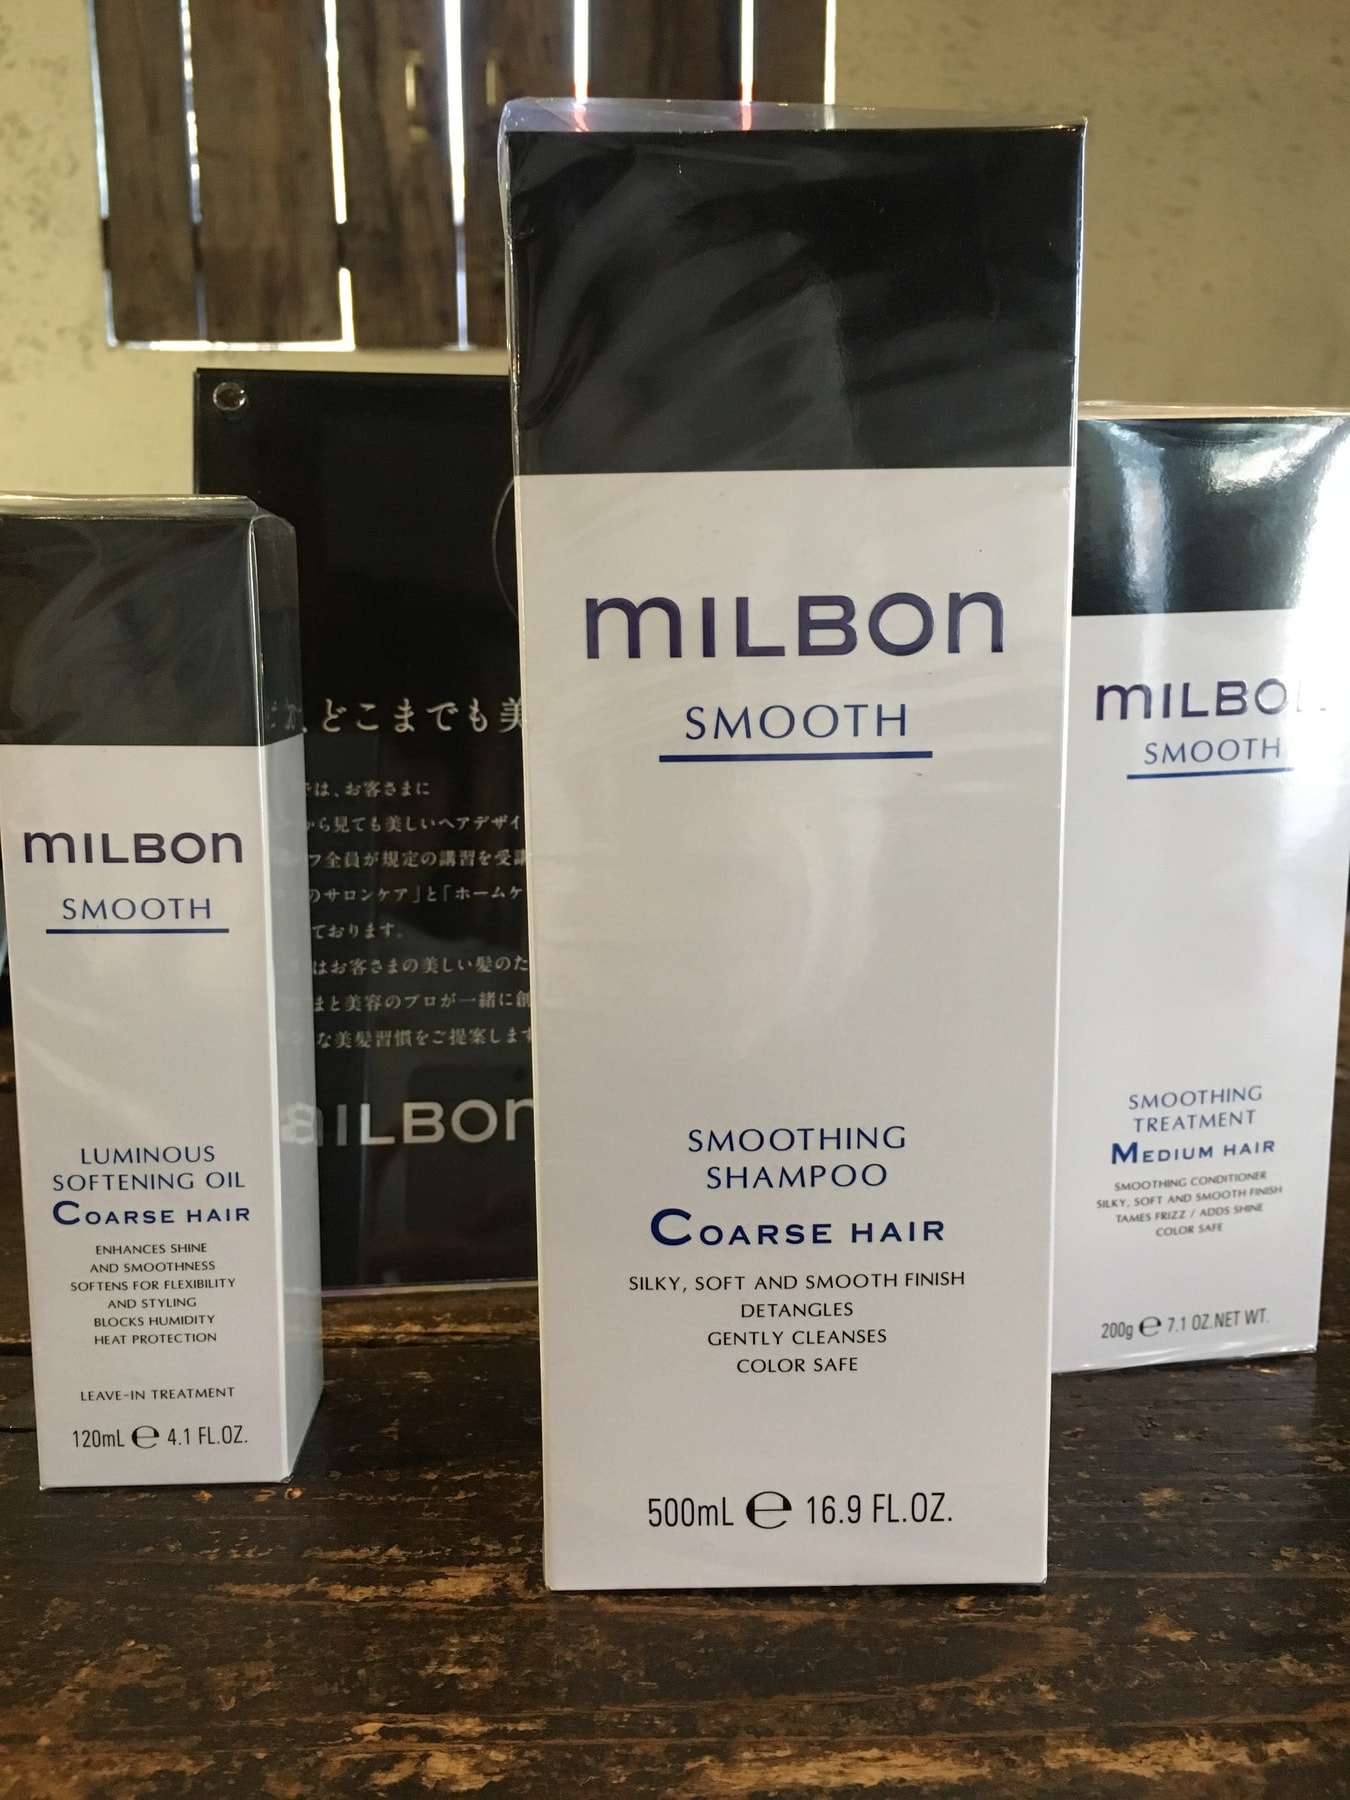 milbon
SMOOTH
LUMINOUS
SOFTENING OIL
COARSE HAIR
ENHANCES SHINE
AND SMOOTHNESS
SOFTENS FOR FLEXIBILITY
AND STYLING
BLOCKS HUMIDITY
HEAT PROTECTION
LEAVE-IN TREATMENT
120mL ℮ 4.1 FL.OZ.
、どこまでも美
では、お客さまに
から見ても美しいヘアデザイ
フ全員が規定の講習を受講
のサロンケア」と「ホームケ
ております。
はお客さまの美しい髪のた
まと美容のプロが一緒に創
な美髪習慣をご提案します
milbon
milbon
SMOOTH
SMOOTHING
SHAMPOO
COARSE HAIR
SILKY, SOFT AND SMOOTH FINISH
DETANGLES
GENTLY CLEANSES
COLOR SAFE
500mL ℮ 16.9 FL.OZ.
milbon
SMOOTH
SMOOTHING
TREATMENT
MEDIUM HAIR
SMOOTHING CONDITIONER
SILKY, SOFT AND SMOOTH FINISH
TAMES FRIZZ / ADDS SHINE
COLOR SAFE
200g ℮ 7.1 OZ.NET WT.